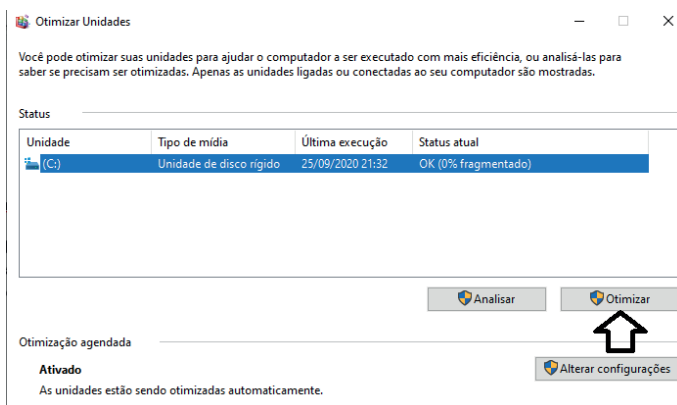 Otimizar Unidades
Você pode otimizar suas unidades para ajudar o computador a ser executado com mais eficiência, ou analisá-las para
saber se precisam ser otimizadas. Apenas as unidades ligadas ou conectadas ao seu computador são mostradas.
Status
Unidade Tipo de mídia Última execução Status atual
(C:) Unidade de disco rígido 25/09/2020 21:32 OK (0% fragmentado)
Analisar Otimizar
Otimização agendada
Ativado Alterar configurações
As unidades estão sendo otimizadas automaticamente.